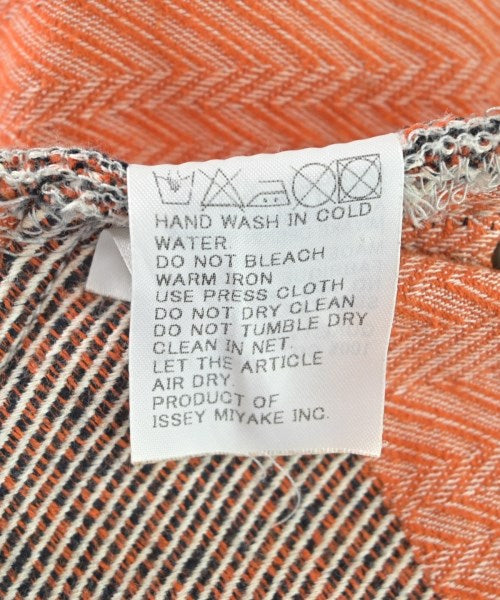 HAND WASH IN COLD
WATER
DO NOT BLEACH
WARM IRON
USE PRESS CLOTH
DO NOT DRY CLEAN
DO NOT TUMBLE DRY
CLEAN IN NET.
LET THE ARTICLE
AIR DRY.
PRODUCT OF
ISSEY MIYAKE INC.